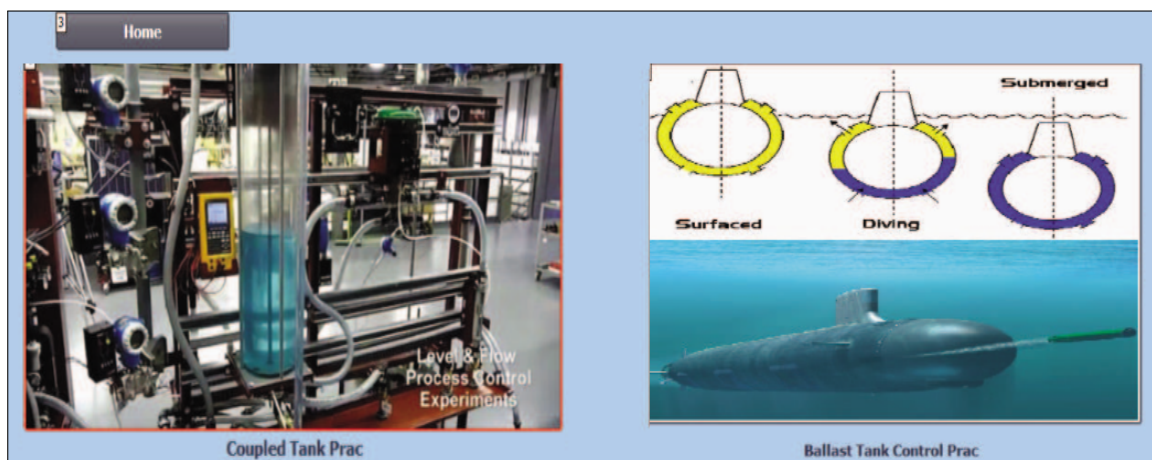 3
Home
Level & Flow
Process Control
Experiments
Coupled Tank Prac
Submerged
Surfaced
Diving
Ballast Tank Control Prac